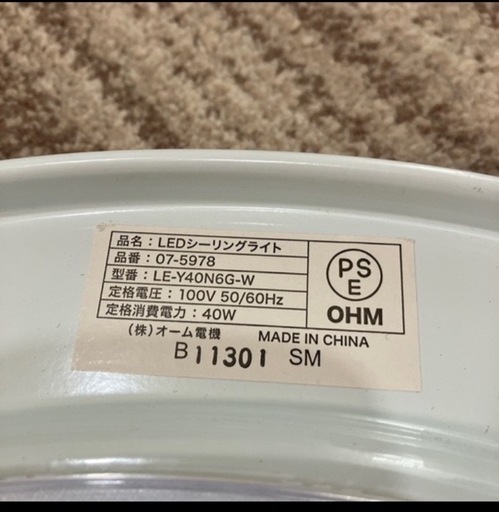 品名：LEDシーリングライト
品番：07-5978
型番：LE-Y40N6G-W
定格電圧：100V 50/60Hz
定格消費電力：40W
PSE
OHM
(株)オーム電機 MADE IN CHINA
B11301 SM